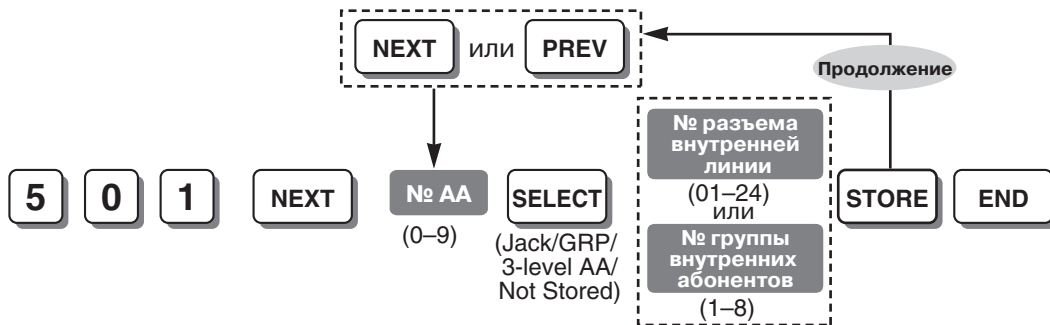 NEXT или PREV
Продолжение
5 0 1 NEXT № АА SELECT № разъема
внутренней
линии
(01–24)
или
№ группы
внутренних
абонентов
(1–8)
STORE END
(0–9)
(Jack/GRP/
3-level AA/
Not Stored)